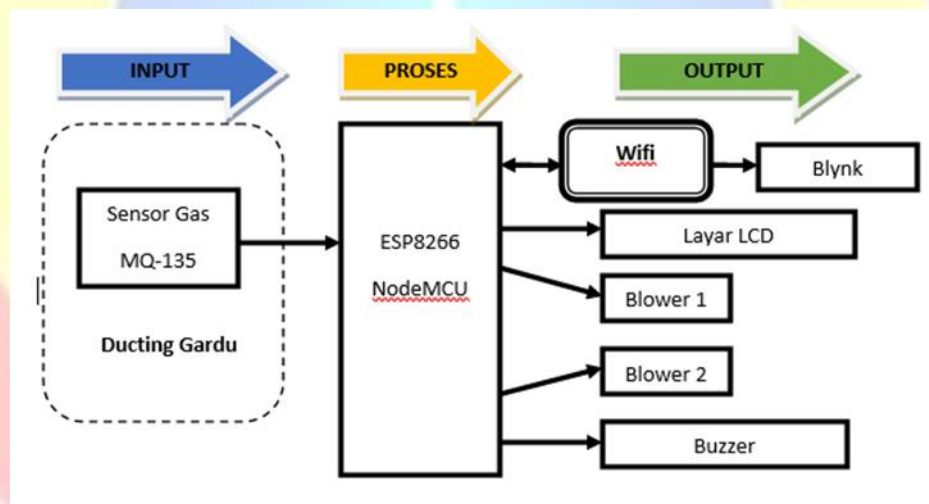 INPUT
PROSES
OUTPUT
Sensor Gas
MQ-135
Ducting Gardu
ESP8266
NodeMCU
Wifi
Blynk
Layar LCD
Blower 1
Blower 2
Buzzer